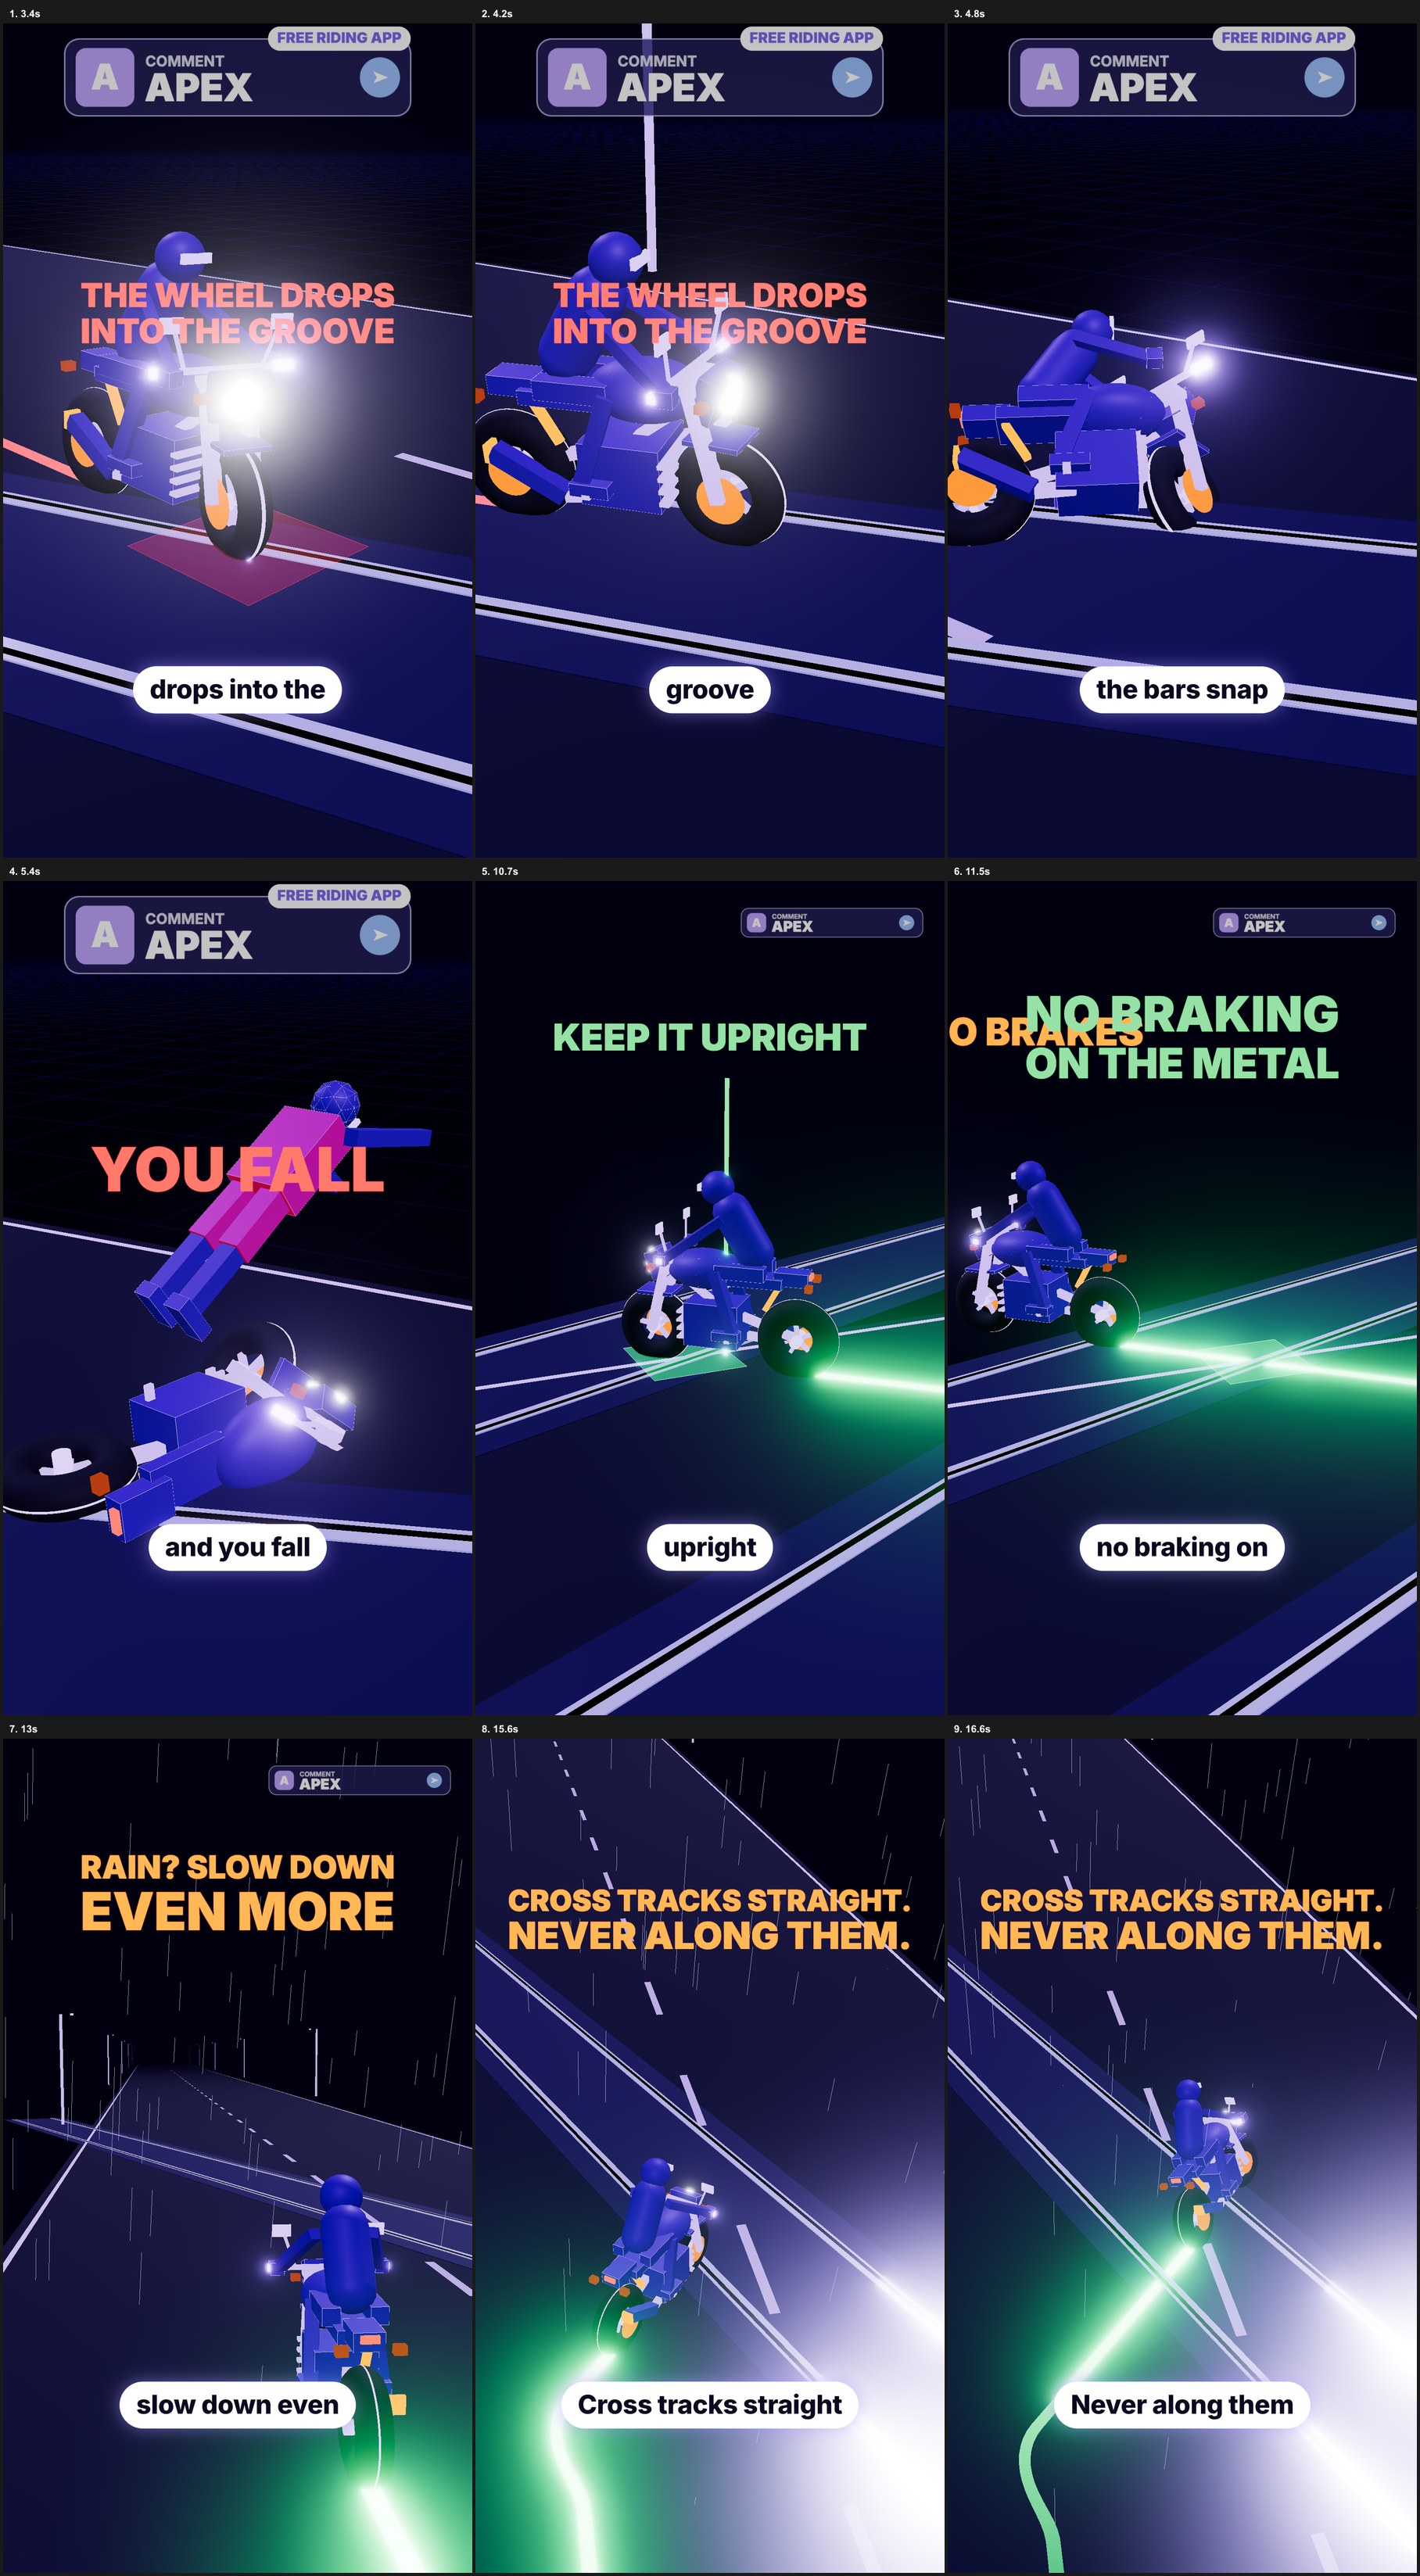 1. 3.4s
FREE RIDING APP
A
COMMENT
APEX
THE WHEEL DROPS
INTO THE GROOVE
drops into the
2. 4.2s
FREE RIDING APP
A
COMMENT
APEX
THE WHEEL DROPS
INTO THE GROOVE
groove
3. 4.8s
FREE RIDING APP
A
COMMENT
APEX
the bars snap
4. 5.4s
FREE RIDING APP
A
COMMENT
APEX
YOU FALL
and you fall
5. 10.7s
A
COMMENT
APEX
KEEP IT UPRIGHT
upright
6. 11.5s
A
COMMENT
APEX
NO BRAKING
O BRAKES
ON THE METAL
no braking on
7. 13s
A
COMMENT
APEX
RAIN? SLOW DOWN
EVEN MORE
slow down even
8. 15.6s
CROSS TRACKS STRAIGHT.
NEVER ALONG THEM.
Cross tracks straight
9. 16.6s
CROSS TRACKS STRAIGHT.
NEVER ALONG THEM.
Never along them